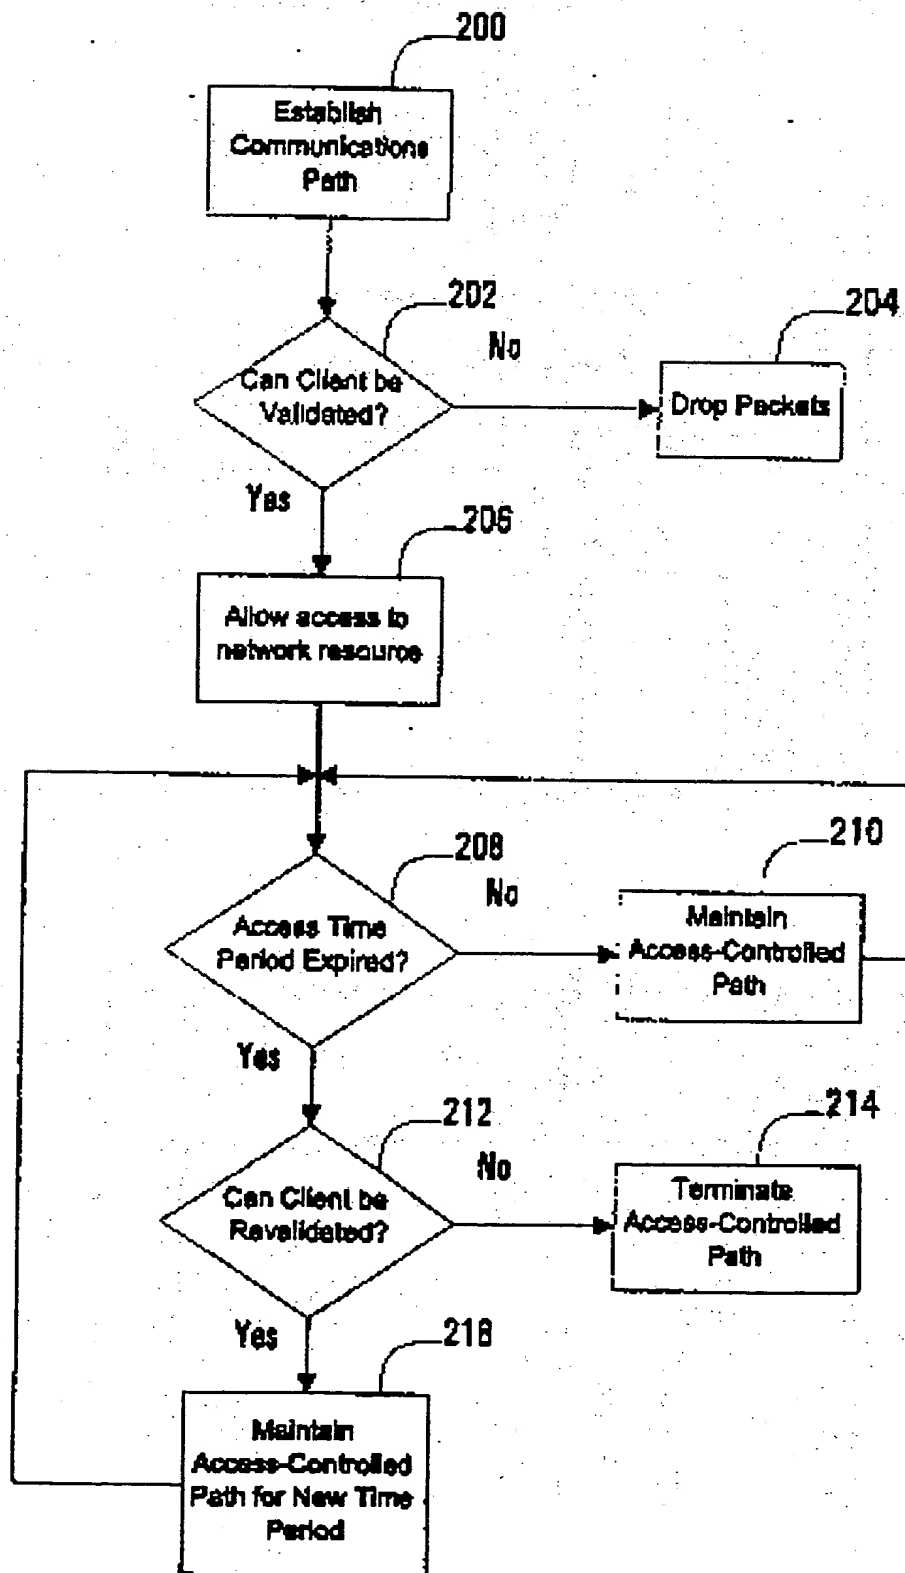 200
Establish
Communications
Path
202
Can Client be
Validated?
No
204
Drop Packets
Yes
206
Allow access to
network resource
208
Access Time
Period Expired?
No
210
Maintain
Access-Controlled
Path
Yes
212
Can Client be
Revalidated?
No
214
Terminate
Access-Controlled
Path
Yes
216
Maintain
Access-Controlled
Path for New Time
Period